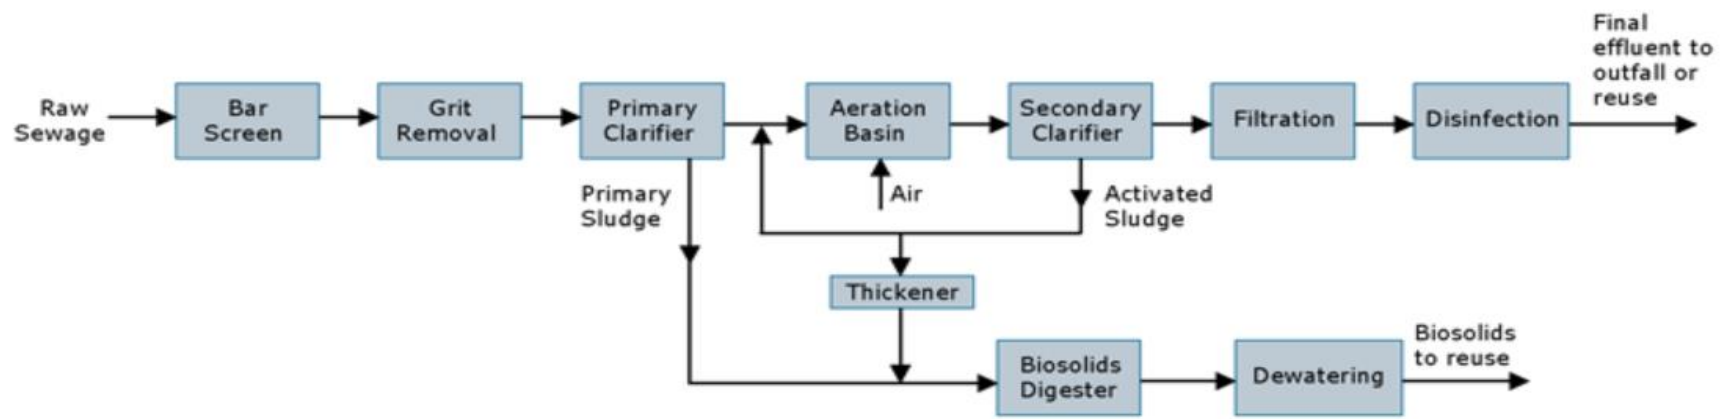 Raw
Sewage
Bar
Screen
Grit
Removal
Primary
Clarifier
Aeration
Basin
Secondary
Clarifier
Filtration
Disinfection
Final
effluent to
outfall or
reuse
Primary
Sludge
Air
Activated
Sludge
Thickener
Biosolids
Digester
Dewatering
Biosolids
to reuse